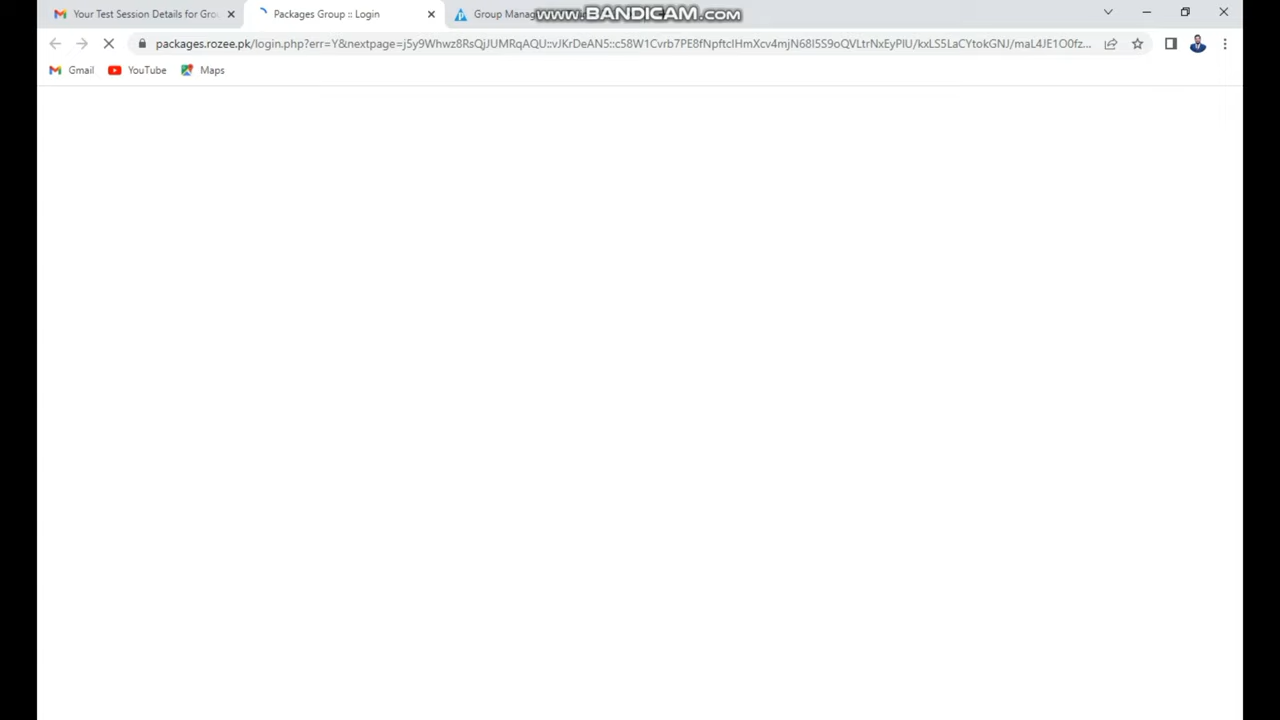 Your Test Session Details for Gro
Packages Group :: Login
Group Manag
www.BANDICAM.com
packages.rozee.pk/login.php?err=Y&nextpage=j5y9Whwz8RsQjJUMRqAQU::vJKrDeAN5::c58W1Cvrb7PE8fNpftcIHmXcv4mjN68I5S9oQVLtrNxEyPIU/kxLS5LaCYtokGNJ/maL4JE1O0fz...
Gmail
YouTube
Maps